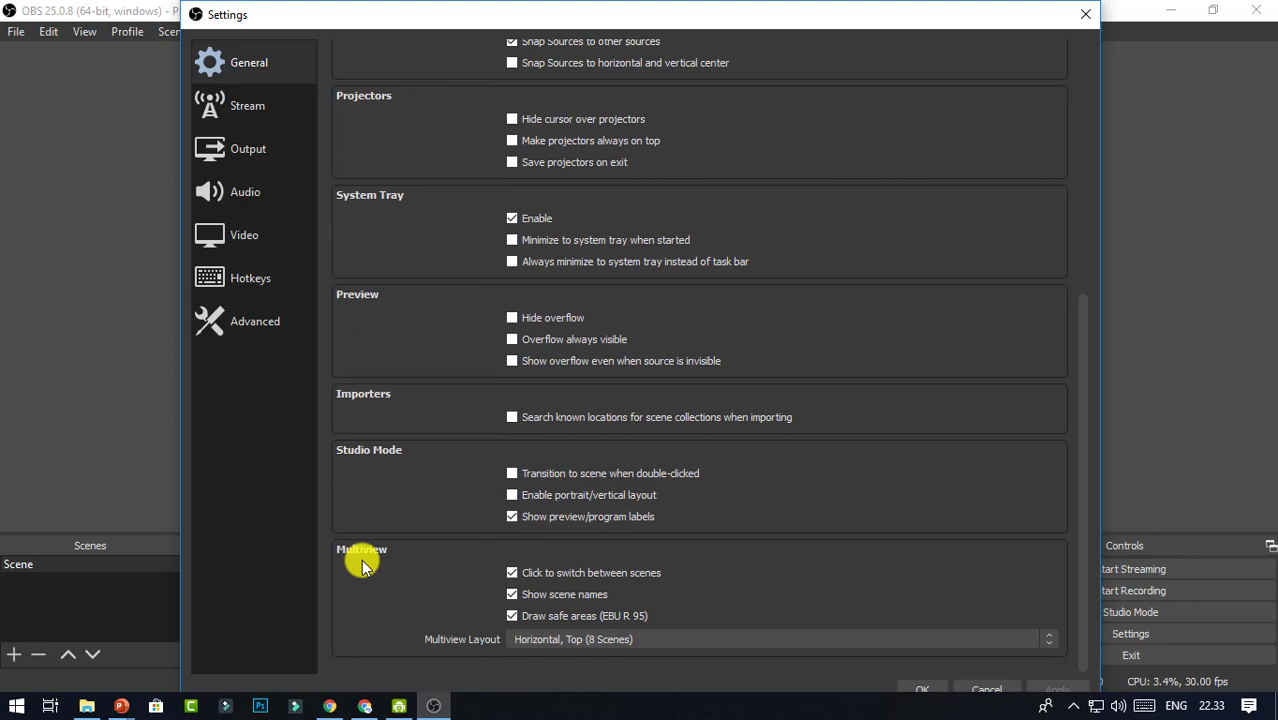 OBS 25.0.8 (64-bit, windows) - P
Settings
File Edit View Profile Scen
Snap Sources to other sources
General
Snap Sources to horizontal and vertical center
Projectors
Stream
Hide cursor over projectors
Make projectors always on top
Output
Save projectors on exit
Audio
System Tray
Enable
Video
Minimize to system tray when started
Always minimize to system tray instead of task bar
Hotkeys
Preview
Hide overflow
Advanced
Overflow always visible
Show overflow even when source is invisible
Importers
Search known locations for scene collections when importing
Studio Mode
Transition to scene when double-clicked
Enable portrait/vertical layout
Show preview/program labels
Scenes
Multiview
Controls
Scene
Click to switch between scenes
tart Streaming
Show scene names
tart Recording
Draw safe areas (EBU R 95)
Studio Mode
Multiview Layout Horizontal, Top (8 Scenes)
Settings
Exit
OK Cancel Apply
0 CPU: 3.4%, 30.00 fps
Ps
ENG 22.33